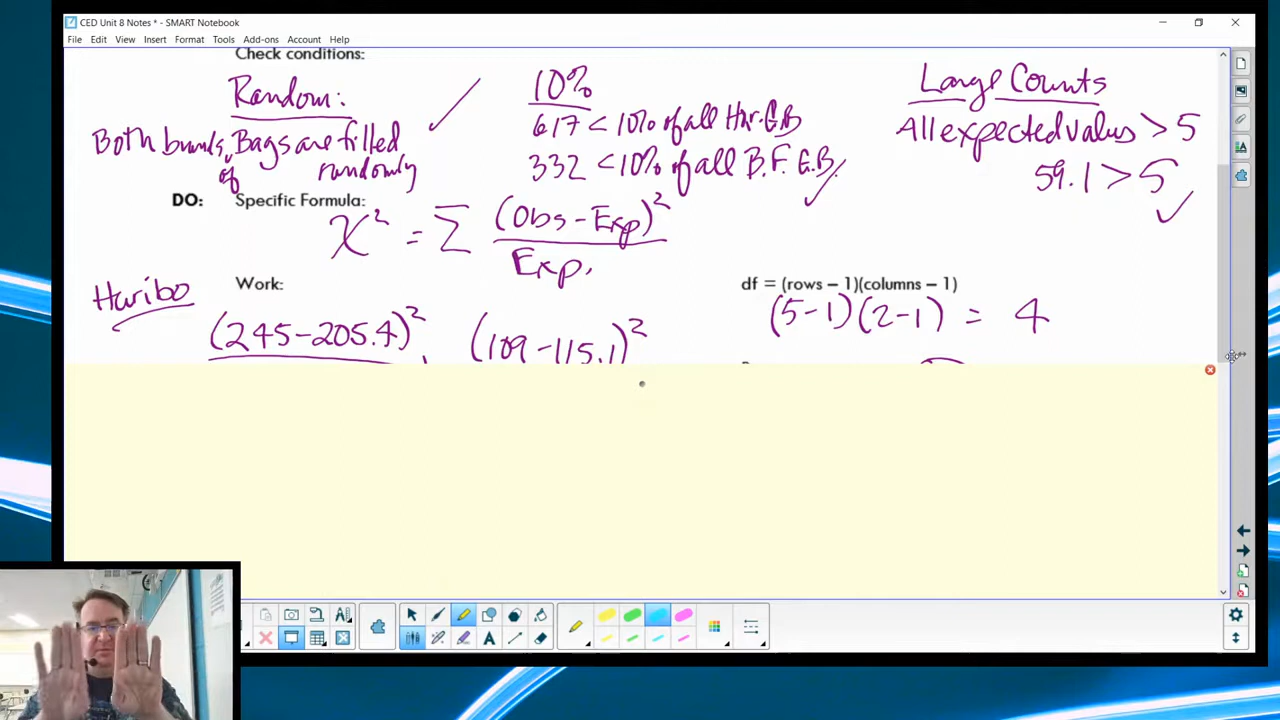 CED Unit 8 Notes * - SMART Notebook
File Edit View Insert Format Tools Add-ons Account Help
Check conditions:
Random: ✓
Both brands, Bags are filled
of randomly
10%
617 < 10% of all Har. G.B
332 < 10% of all B.F. G.B. ✓
Large Counts
All expected values > 5
59.1 > 5 ✓
DO: Specific Formula:
χ² = Σ (Obs - Exp)²
Exp.
Haribo
Work:
(245-205.4)² (109-115.1)²
df = (rows – 1)(columns – 1)
(5-1)(2-1) = 4